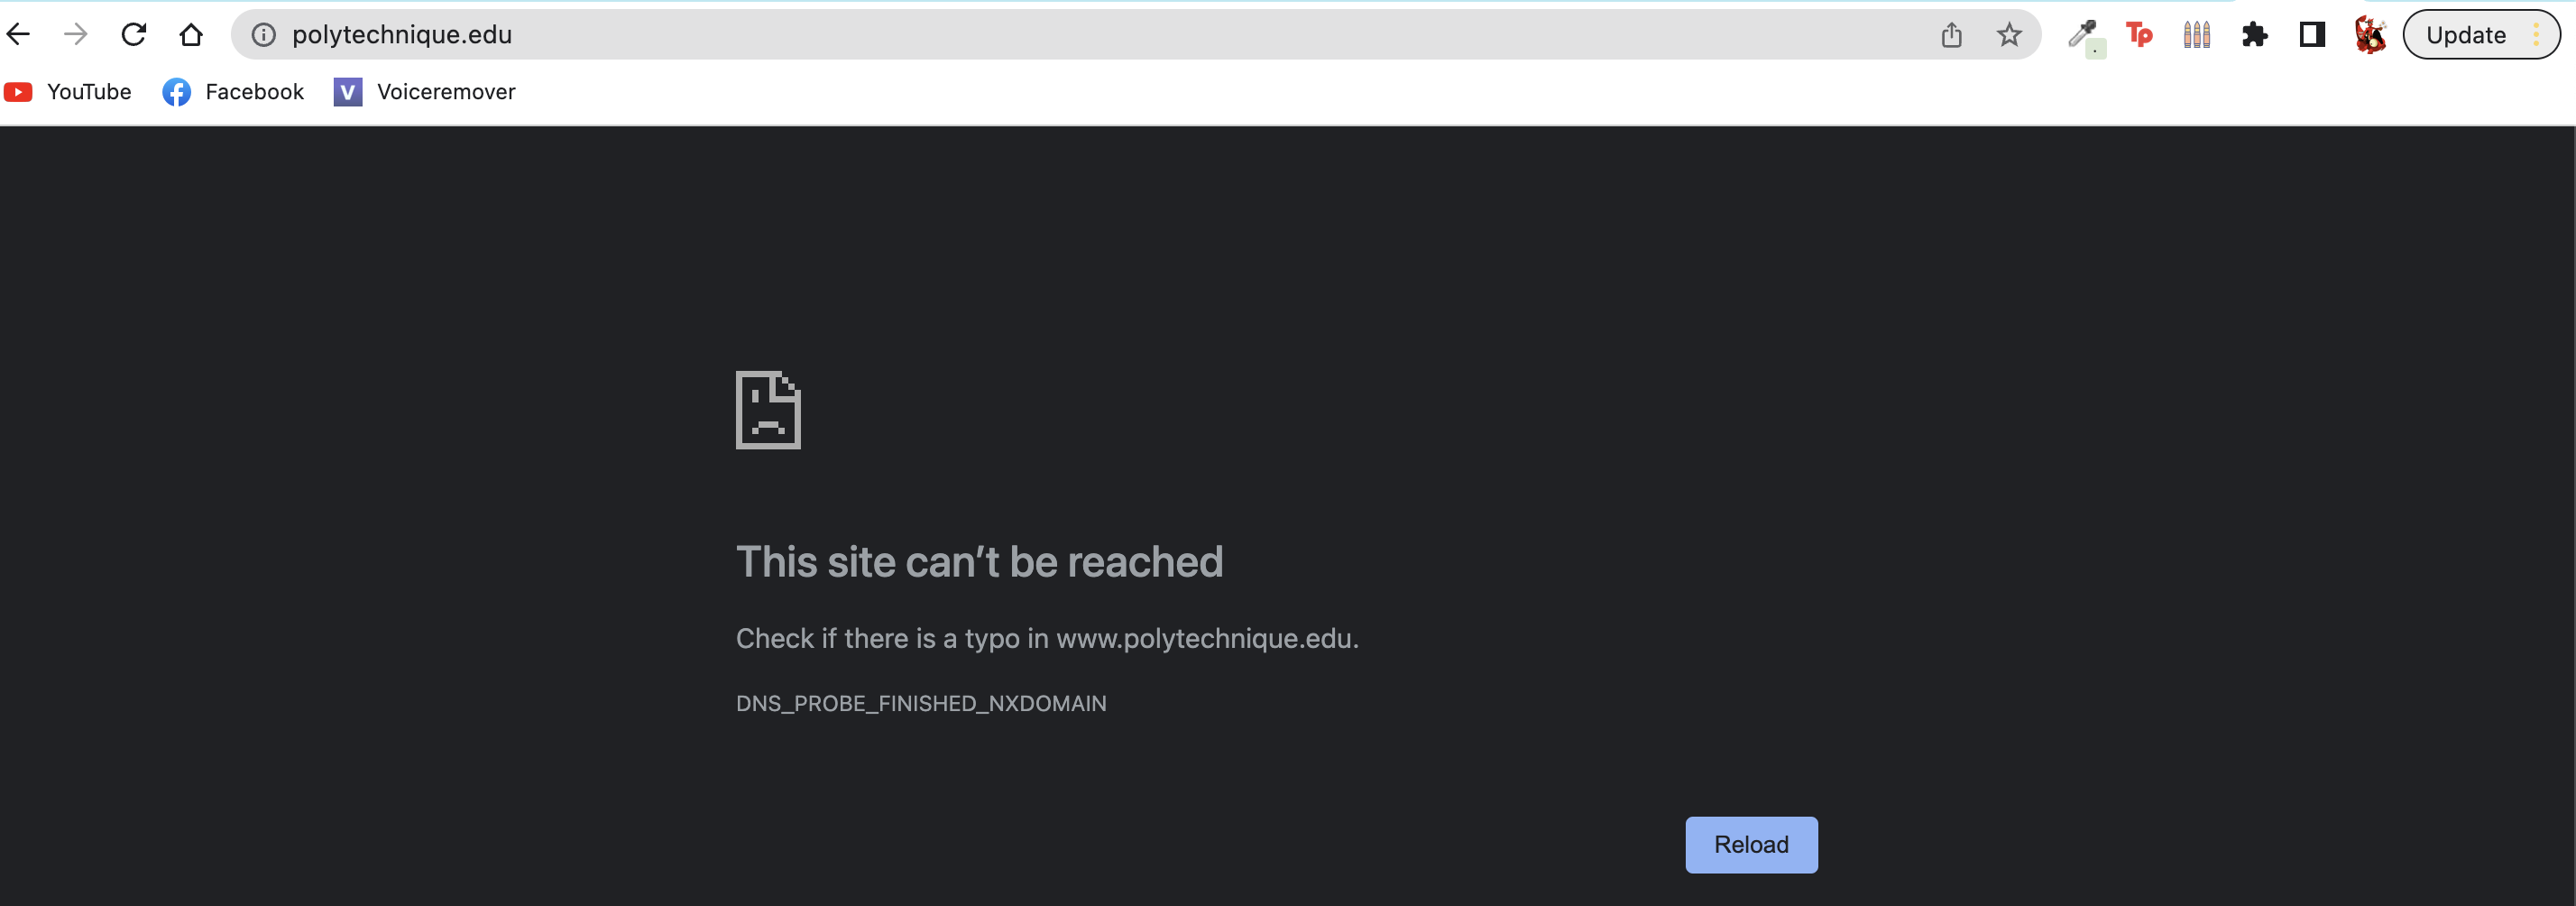 polytechnique.edu
Tp
Update
YouTube
Facebook
V
Voiceremover
This site can’t be reached
Check if there is a typo in www.polytechnique.edu.
DNS_PROBE_FINISHED_NXDOMAIN
Reload